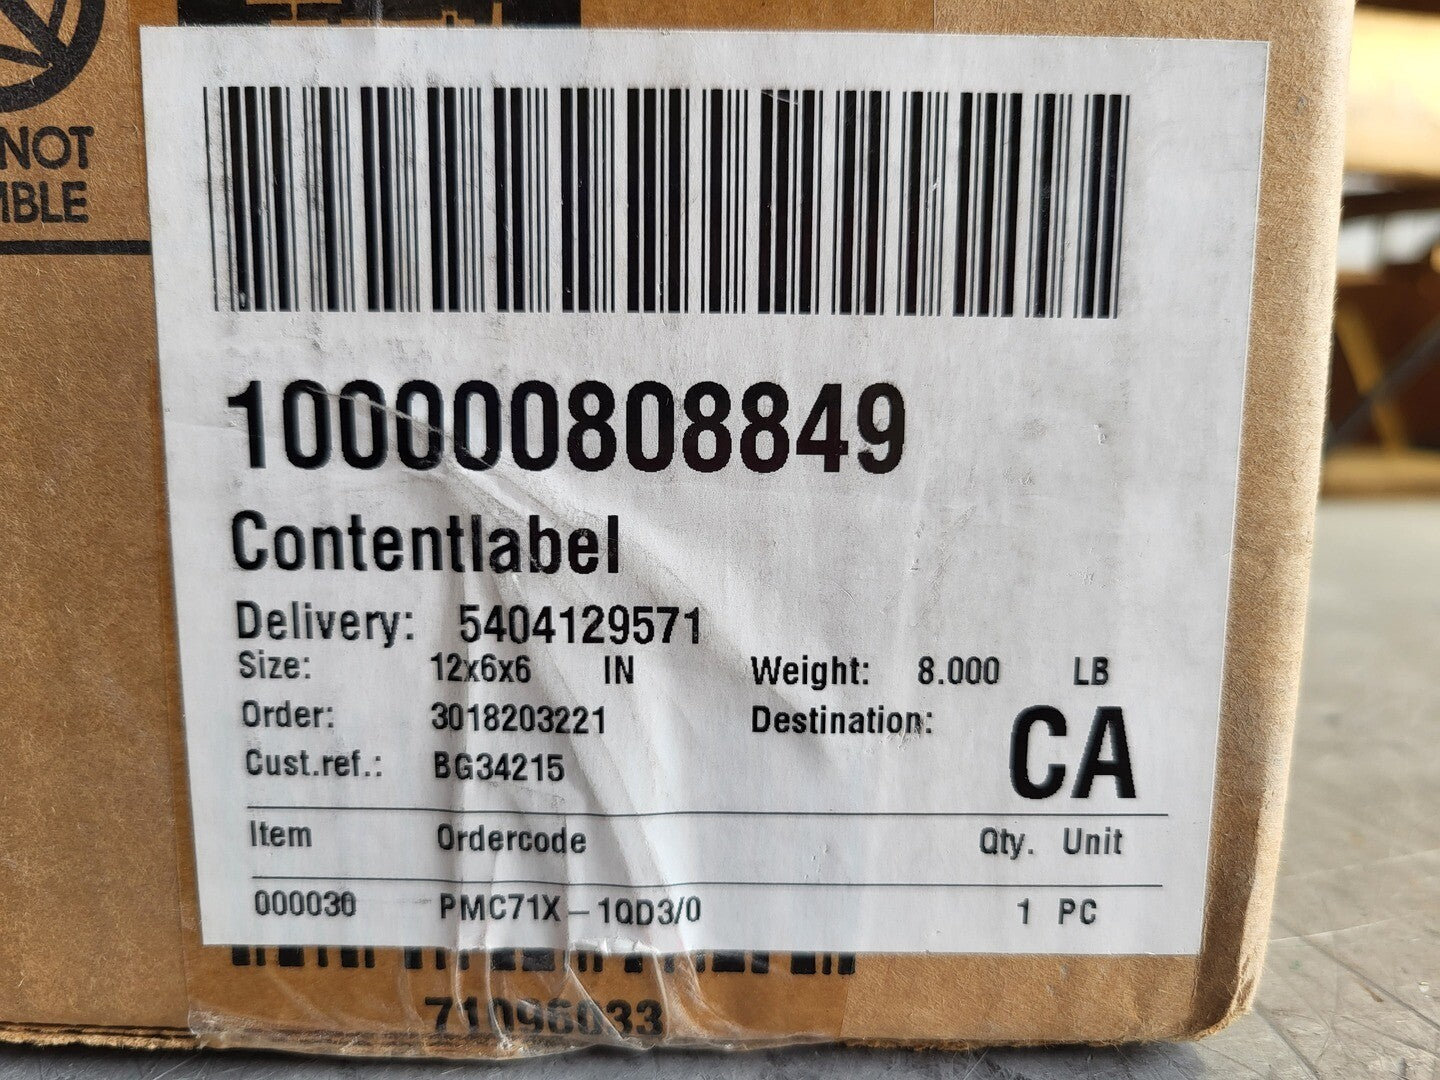 NOT
100000808849
Contentlabel
Delivery: 5404129571
Size: 12x6x6 IN Weight: 8.000 LB
Order: 3018203221 Destination: CA
Cust.ref.: BG34215
Item Ordercode Qty. Unit
000030 PMC71X-1QD3/0 1 PC
71096033